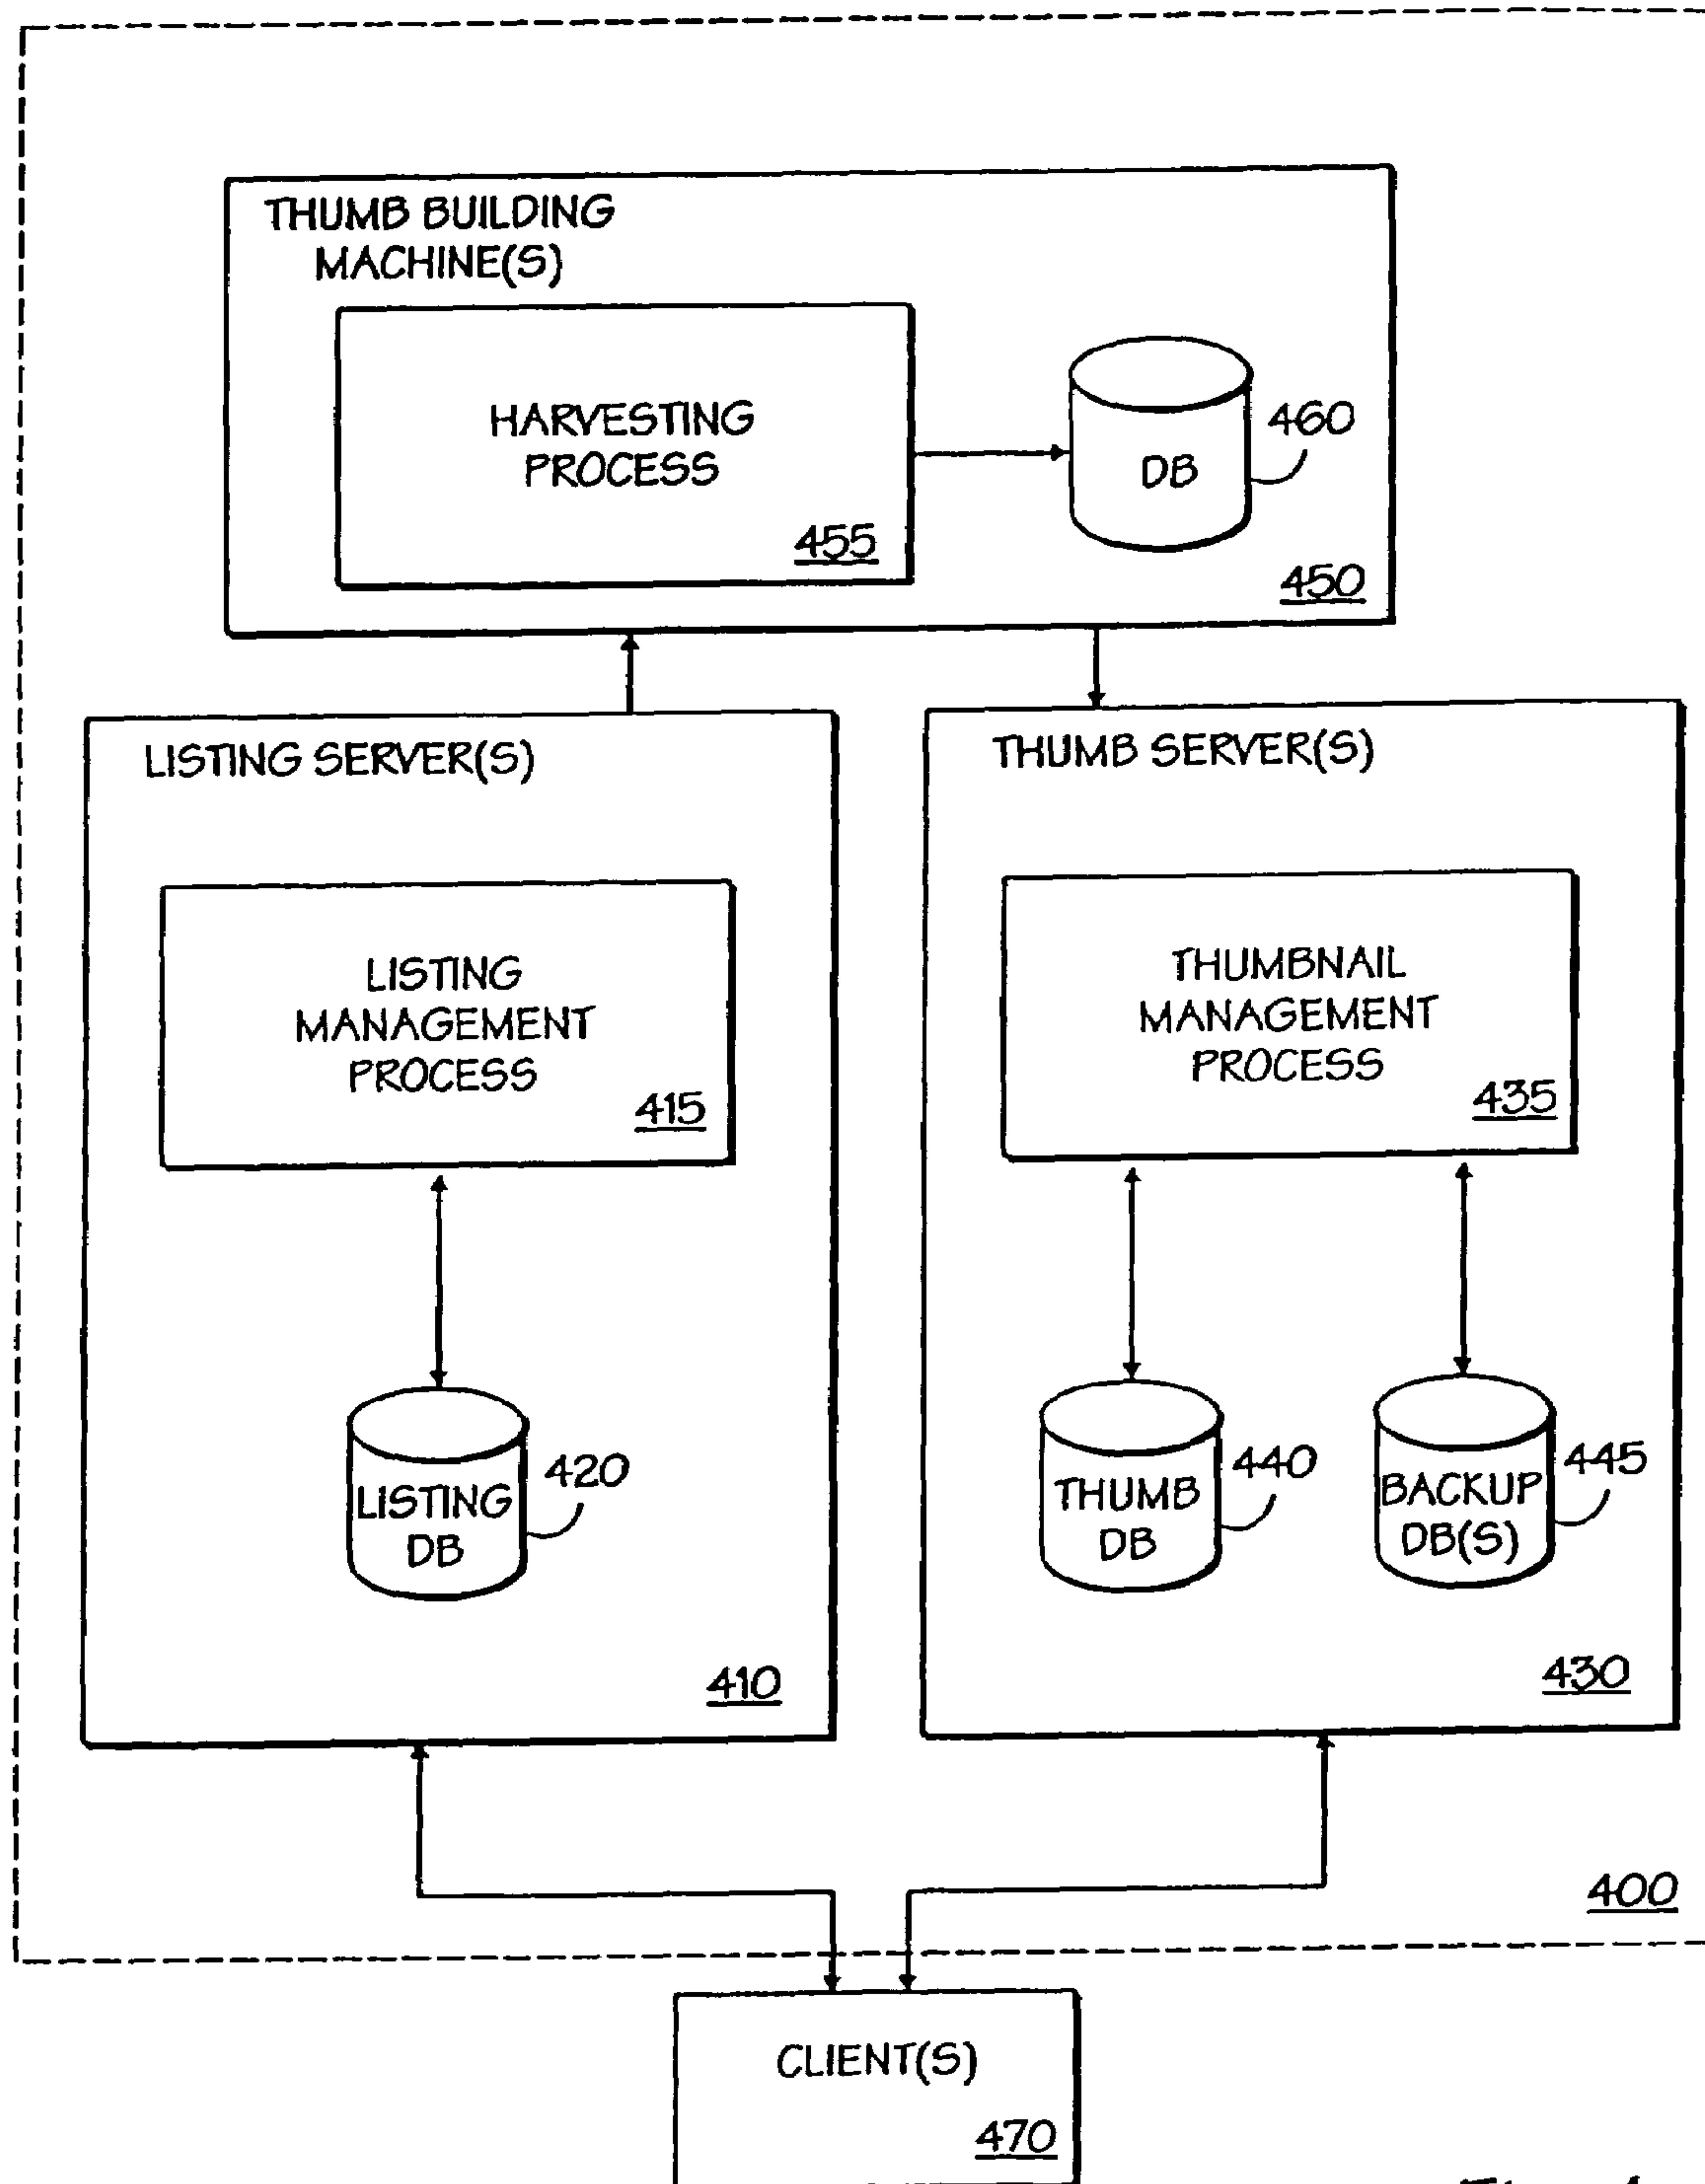 THUMB BUILDING
MACHINE(S)
HARVESTING
PROCESS
455
DB
460
450
LISTING SERVER(S)
LISTING
MANAGEMENT
PROCESS
415
LISTING
DB
420
410
THUMB SERVER(S)
THUMBNAIL
MANAGEMENT
PROCESS
435
THUMB
DB
440
BACKUP
DB(S)
445
430
400
CLIENT(S)
470